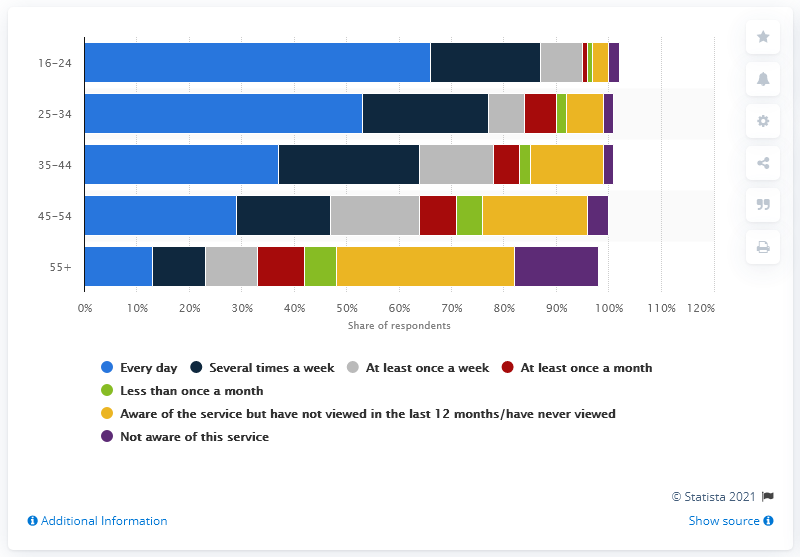 16-24
25-34
35-44
45-54
55+
0% 10% 20% 30% 40% 50% 60% 70% 80% 90% 100% 110% 120%
Share of respondents
Every day Several times a week At least once a week At least once a month
Less than once a month
Aware of the service but have not viewed in the last 12 months/have never viewed
Not aware of this service
© Statista 2021
Additional Information Show source